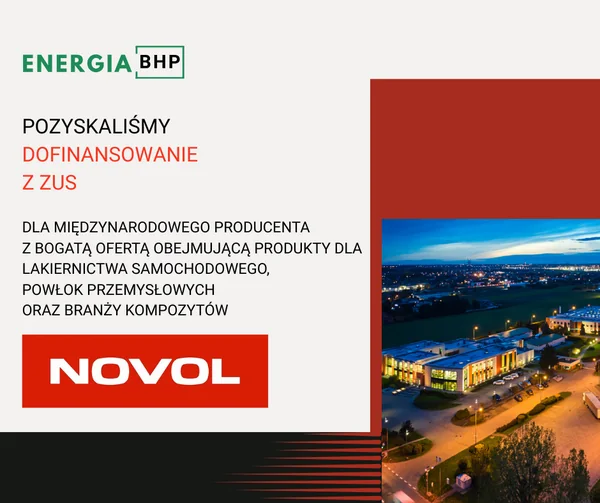 ENERGIA BHP
POZYSKALIŚMY
DOFINANSOWANIE
Z ZUS
DLA MIĘDZYNARODOWEGO PRODUCENTA
Z BOGATĄ OFERTĄ OBEJMUJĄCĄ PRODUKTY DLA
LAKIERNICTWA SAMOCHODOWEGO,
POWŁOK PRZEMYSŁOWYCH
ORAZ BRANŻY KOMPOZYTÓW
NOVOL